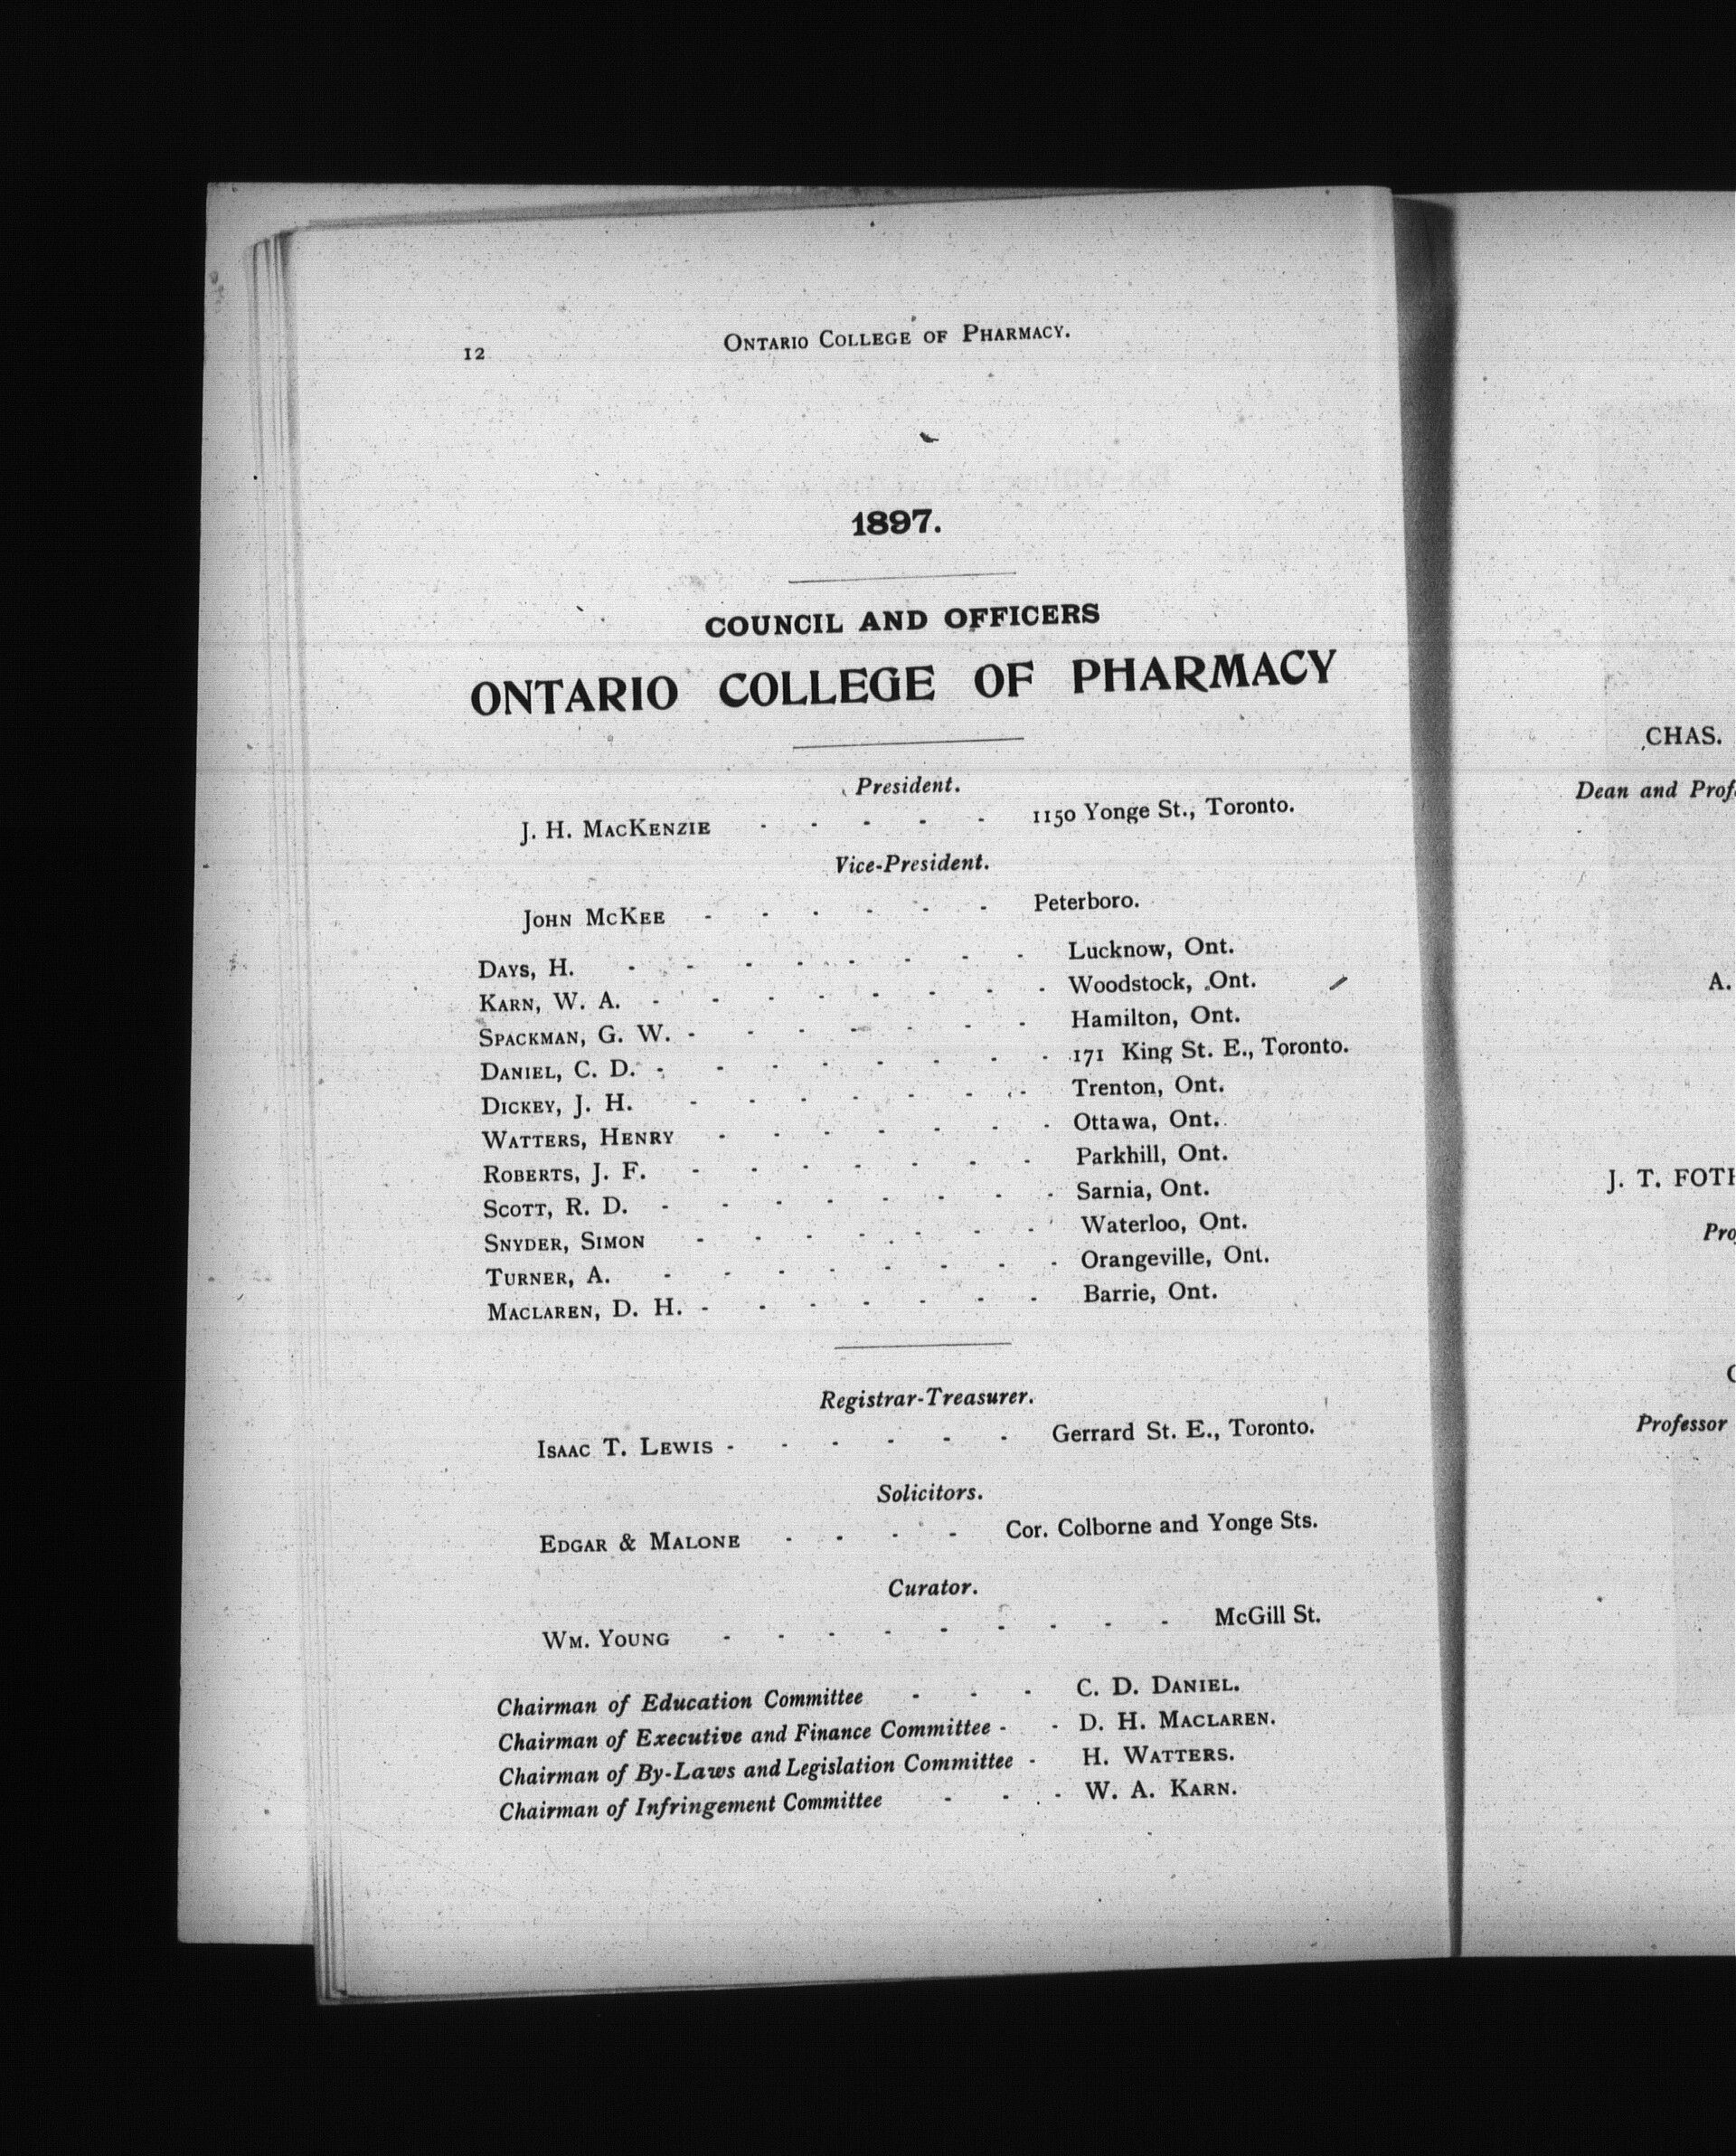 12
ONTARIO COLLEGE OF PHARMACY.
1897.
COUNCIL AND OFFICERS
ONTARIO COLLEGE OF PHARMACY
President.
J. H. MACKENZIE - - - - - 1150 Yonge St., Toronto.
Vice-President.
JOHN MCKEE - - - - - - Peterboro.
DAYS, H. - - - - - - - - Lucknow, Ont.
KARN, W. A. - - - - - - - - Woodstock, Ont.
SPACKMAN, G. W. - - - - - - - Hamilton, Ont.
DANIEL, C. D. - - - - - - - - 171 King St. E., Toronto.
DICKEY, J. H. - - - - - - - Trenton, Ont.
WATTERS, HENRY - - - - - - - Ottawa, Ont.
ROBERTS, J. F. - - - - - - - Parkhill, Ont.
SCOTT, R. D. - - - - - - - - Sarnia, Ont.
SNYDER, SIMON - - - - - - - Waterloo, Ont.
TURNER, A. - - - - - - - - Orangeville, Ont.
MACLAREN, D. H. - - - - - - - Barrie, Ont.
Registrar-Treasurer.
ISAAC T. LEWIS - - - - - - Gerrard St. E., Toronto.
Solicitors.
EDGAR & MALONE - - - - Cor. Colborne and Yonge Sts.
Curator.
WM. YOUNG - - - - - - - - - McGill St.
Chairman of Education Committee - - - C. D. DANIEL.
Chairman of Executive and Finance Committee - - D. H. MACLAREN.
Chairman of By-Laws and Legislation Committee - H. WATTERS.
Chairman of Infringement Committee - - - W. A. KARN.
CHAS.
Dean and
A.
J. T.
Professor